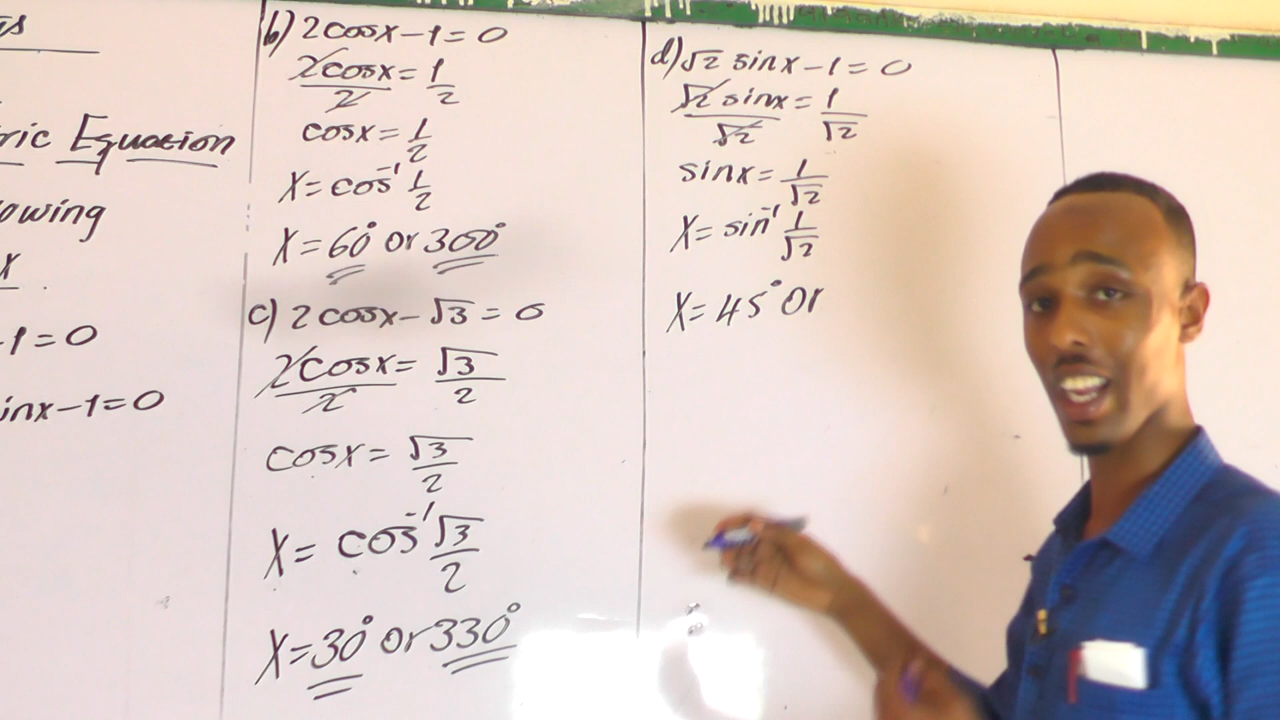 ric Equation
owing
X
-1=0
inx-1=0
b) 2cosx-1=0
2cosx/2=1/2
cosx=1/2
X=cos⁻¹ 1/2
X=60° or 300°
c) 2cosx-√3=0
2cosx/2=√3/2
cosx=√3/2
X=cos⁻¹ √3/2
X=30° or 330°
d) √2 sinx-1=0
√2 sinx/√2=1/√2
sinx=1/√2
X=sin⁻¹ 1/√2
X=45° or